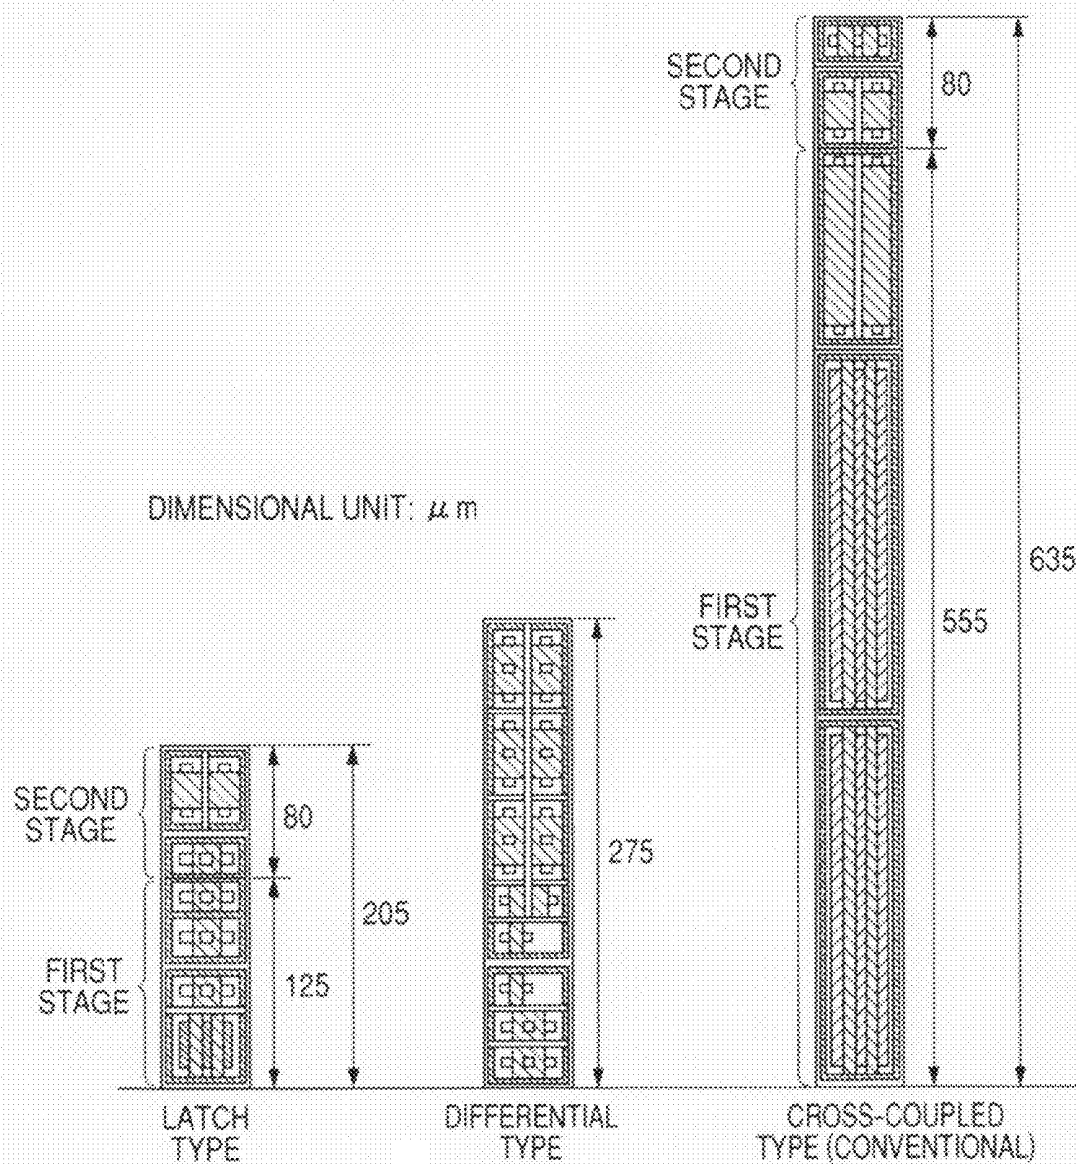 SECOND
STAGE
80
DIMENSIONAL UNIT: μm
635
FIRST
STAGE
555
SECOND
STAGE
80
275
205
FIRST
STAGE
125
LATCH
TYPE
DIFFERENTIAL
TYPE
CROSS-COUPLED
TYPE (CONVENTIONAL)